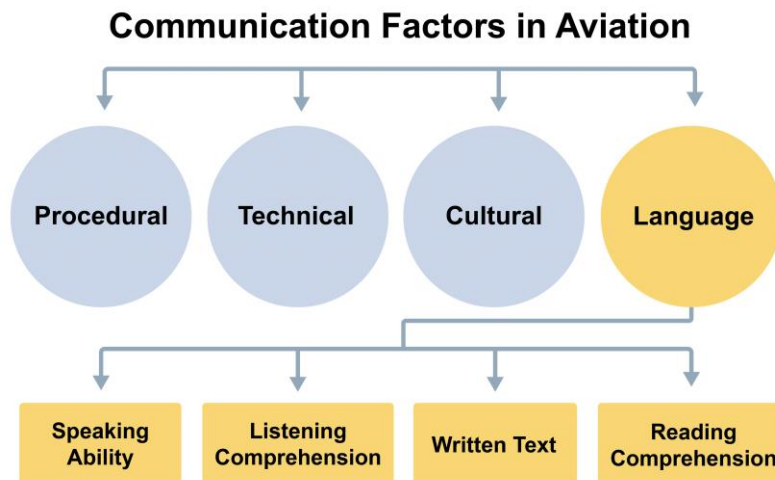 Communication Factors in Aviation
Procedural
Technical
Cultural
Language
Speaking
Ability
Listening
Comprehension
Written Text
Reading
Comprehension